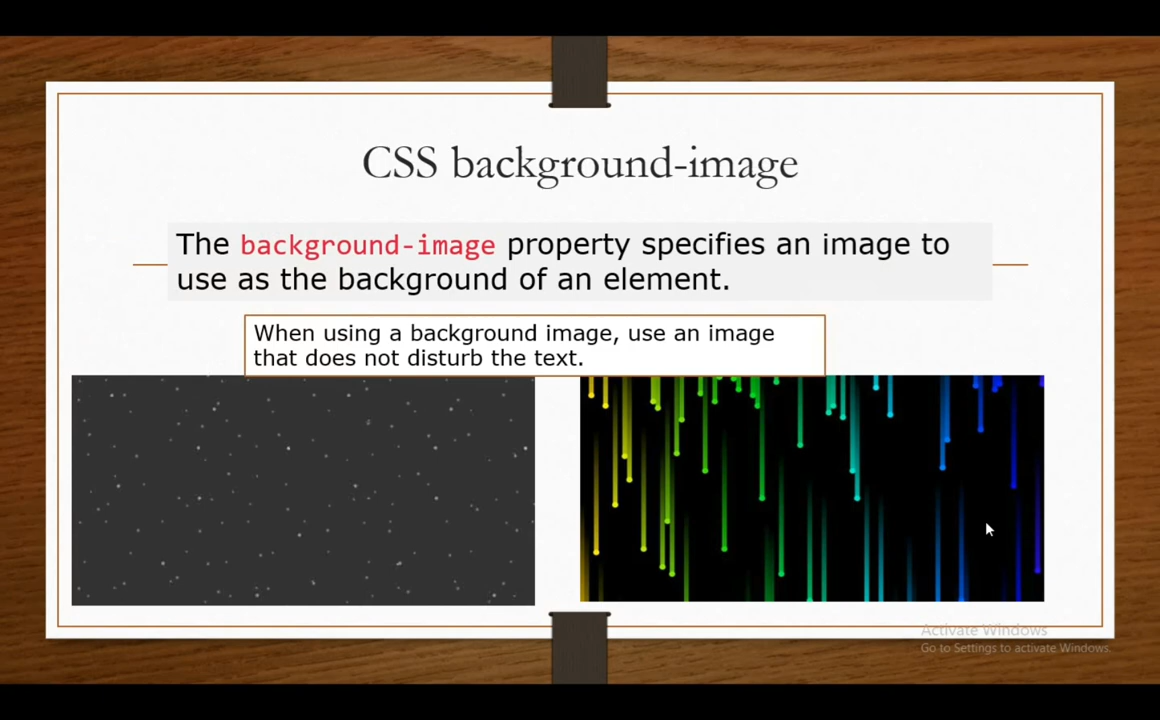 CSS background-image
The background-image property specifies an image to
use as the background of an element.
When using a background image, use an image
that does not disturb the text.
Activate Windows
Go to Settings to activate Windows.